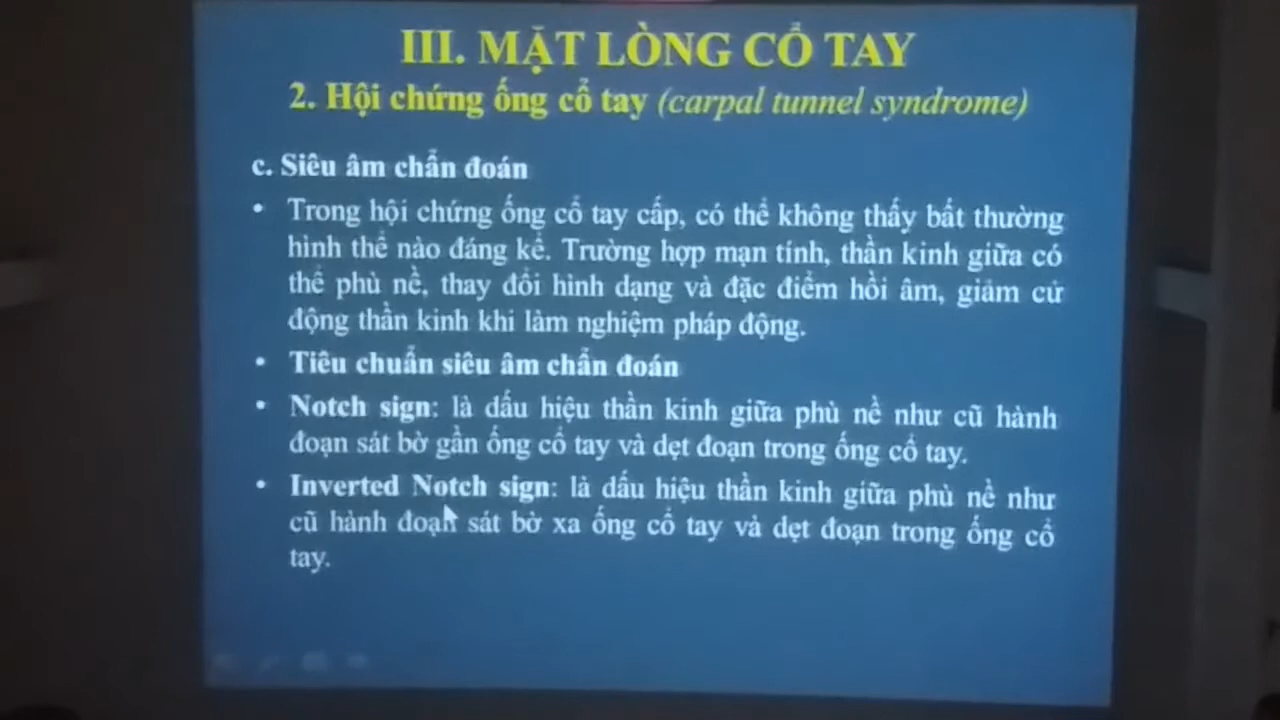 III. MẶT LÒNG CỔ TAY
2. Hội chứng ống cổ tay (carpal tunnel syndrome)
c. Siêu âm chẩn đoán
• Trong hội chứng ống cổ tay cấp, có thể không thấy bất thường
hình thể nào đáng kể. Trường hợp mạn tính, thần kinh giữa có
thể phù nề, thay đổi hình dạng và đặc điểm hồi âm, giảm cử
động thần kinh khi làm nghiệm pháp động.
• Tiêu chuẩn siêu âm chẩn đoán
• Notch sign: là dấu hiệu thần kinh giữa phù nề như cũ hành
đoạn sát bờ gần ống cổ tay và dẹt đoạn trong ống cổ tay.
• Inverted Notch sign: là dấu hiệu thần kinh giữa phù nề như
cũ hành đoạn sát bờ xa ống cổ tay và dẹt đoạn trong ống cổ
tay.